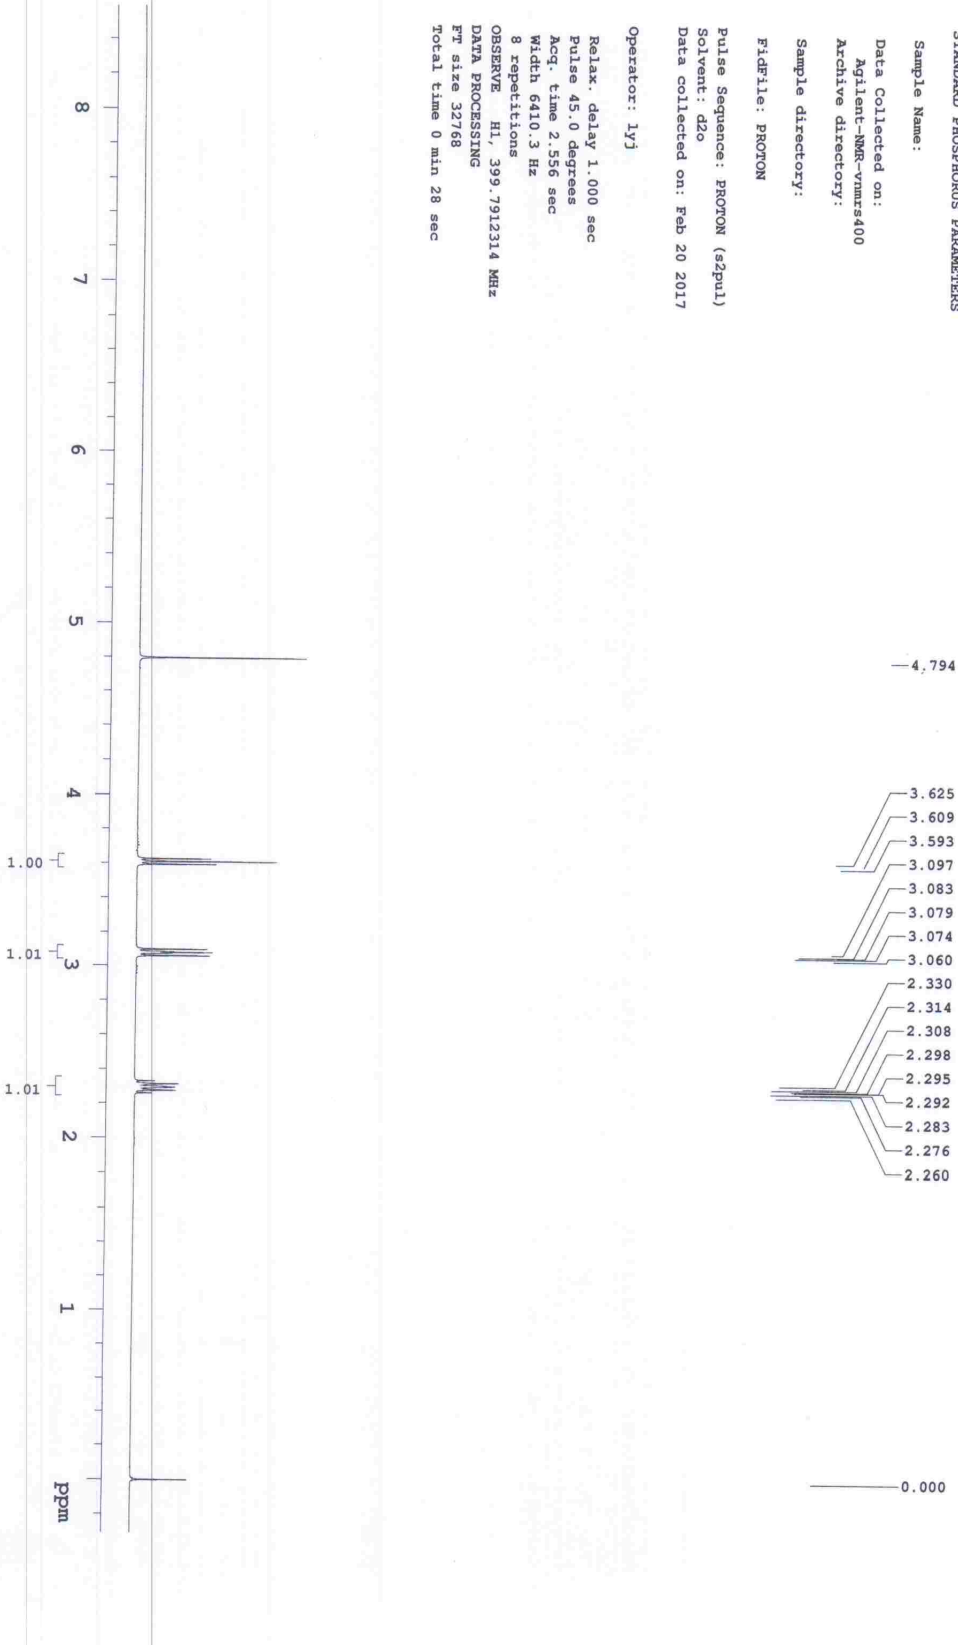 STANDARD PHOSPHORUS PARAMETERS
Sample Name:
Data Collected on:
Agilent-NMR-vnmrs400
Archive directory:
Sample directory:
FidFile: PROTON
Pulse Sequence: PROTON (s2pul)
Solvent: d2o
Data collected on: Feb 20 2017
Operator: lyj
Relax. delay 1.000 sec
Pulse 45.0 degrees
Acq. time 2.556 sec
Width 6410.3 Hz
8 repetitions
OBSERVE H1, 399.7912314 MHz
DATA PROCESSING
FT size 32768
Total time 0 min 28 sec
4.794
3.625
3.609
3.593
3.097
3.083
3.079
3.074
3.060
2.330
2.314
2.308
2.298
2.295
2.292
2.283
2.276
2.260
0.000
8 7 6 5 4 3 2 1 ppm
1.00
1.01
1.01